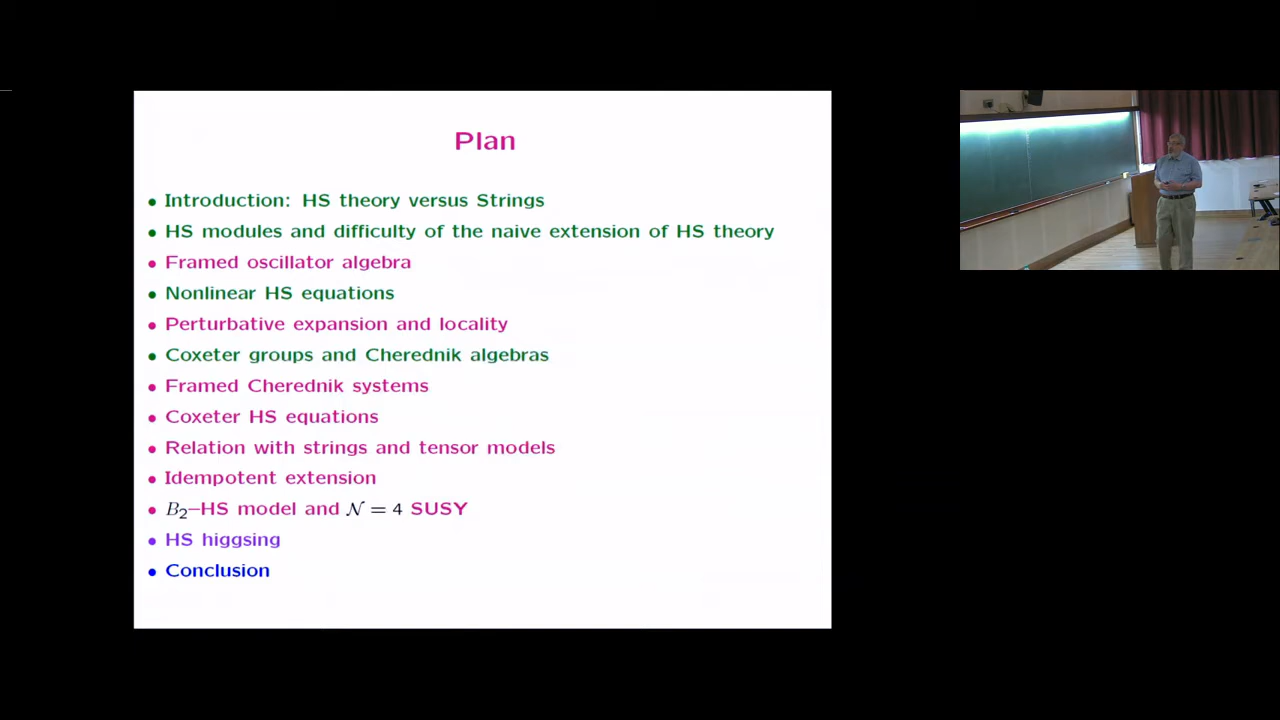 Plan
• Introduction: HS theory versus Strings
• HS modules and difficulty of the naive extension of HS theory
• Framed oscillator algebra
• Nonlinear HS equations
• Perturbative expansion and locality
• Coxeter groups and Cherednik algebras
• Framed Cherednik systems
• Coxeter HS equations
• Relation with strings and tensor models
• Idempotent extension
• B₂–HS model and 𝒩 = 4 SUSY
• HS higgsing
• Conclusion